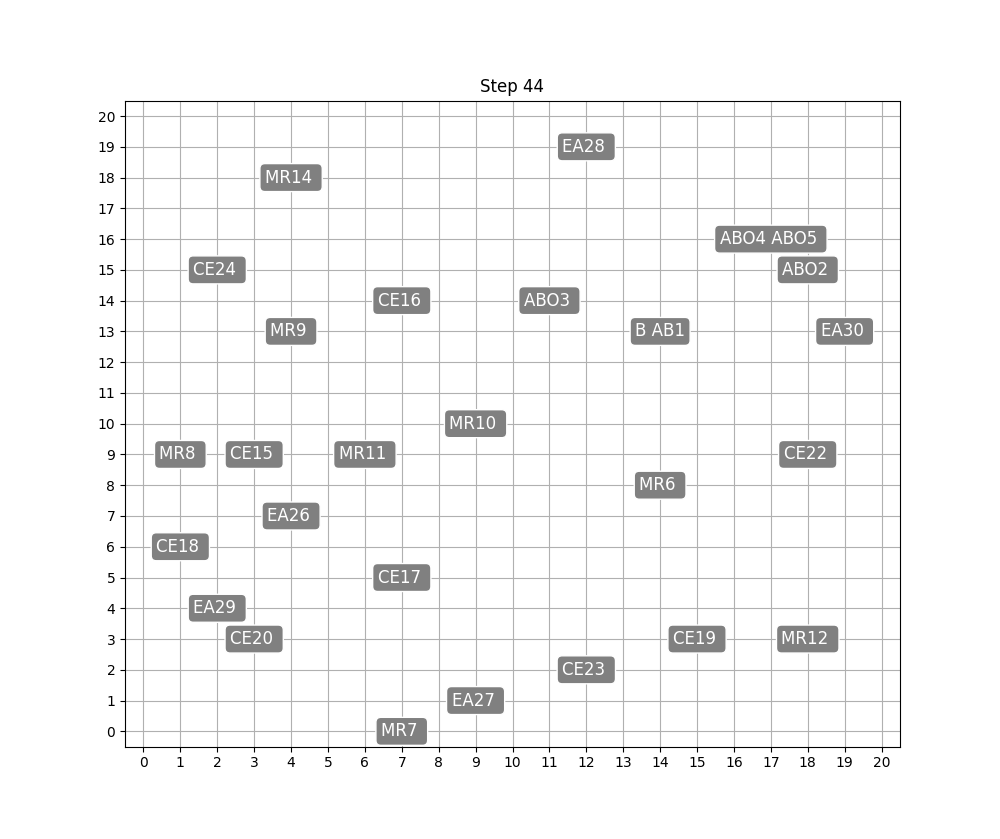 Step 44
20
19
EA28
18
MR14
17
16
ABO4 ABO5
15
CE24
ABO2
14
CE16
ABO3
13
MR9
B AB1
EA30
12
11
10
MR10
9
MR8
CE15
MR11
CE22
8
MR6
7
EA26
6
CE18
5
CE17
4
EA29
3
CE20
CE19
MR12
2
CE23
1
EA27
0
MR7
0 1 2 3 4 5 6 7 8 9 10 11 12 13 14 15 16 17 18 19 20